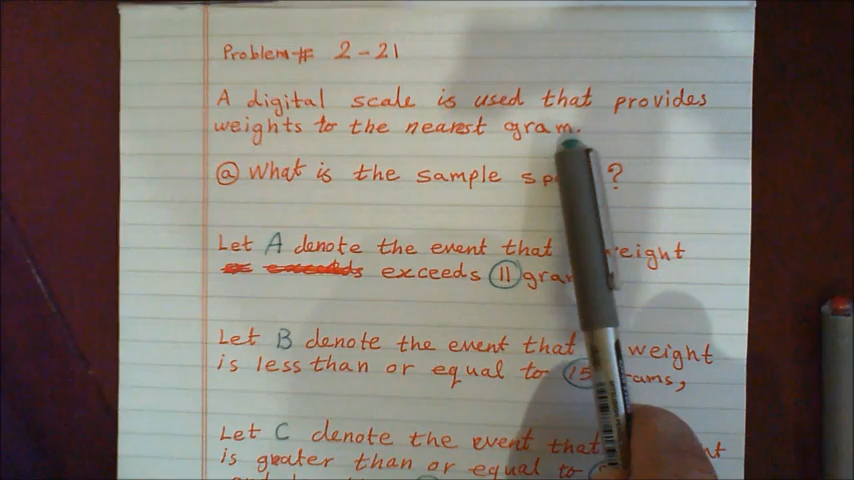 Problem # 2-21
A digital scale is used that provides
weights to the nearest gram.
ⓐ What is the sample ?
Let A denote the event that weight
exceeds 11
Let B denote the event that weight
is less than or equal to 15
Let C denote the event that
is greater than or equal to